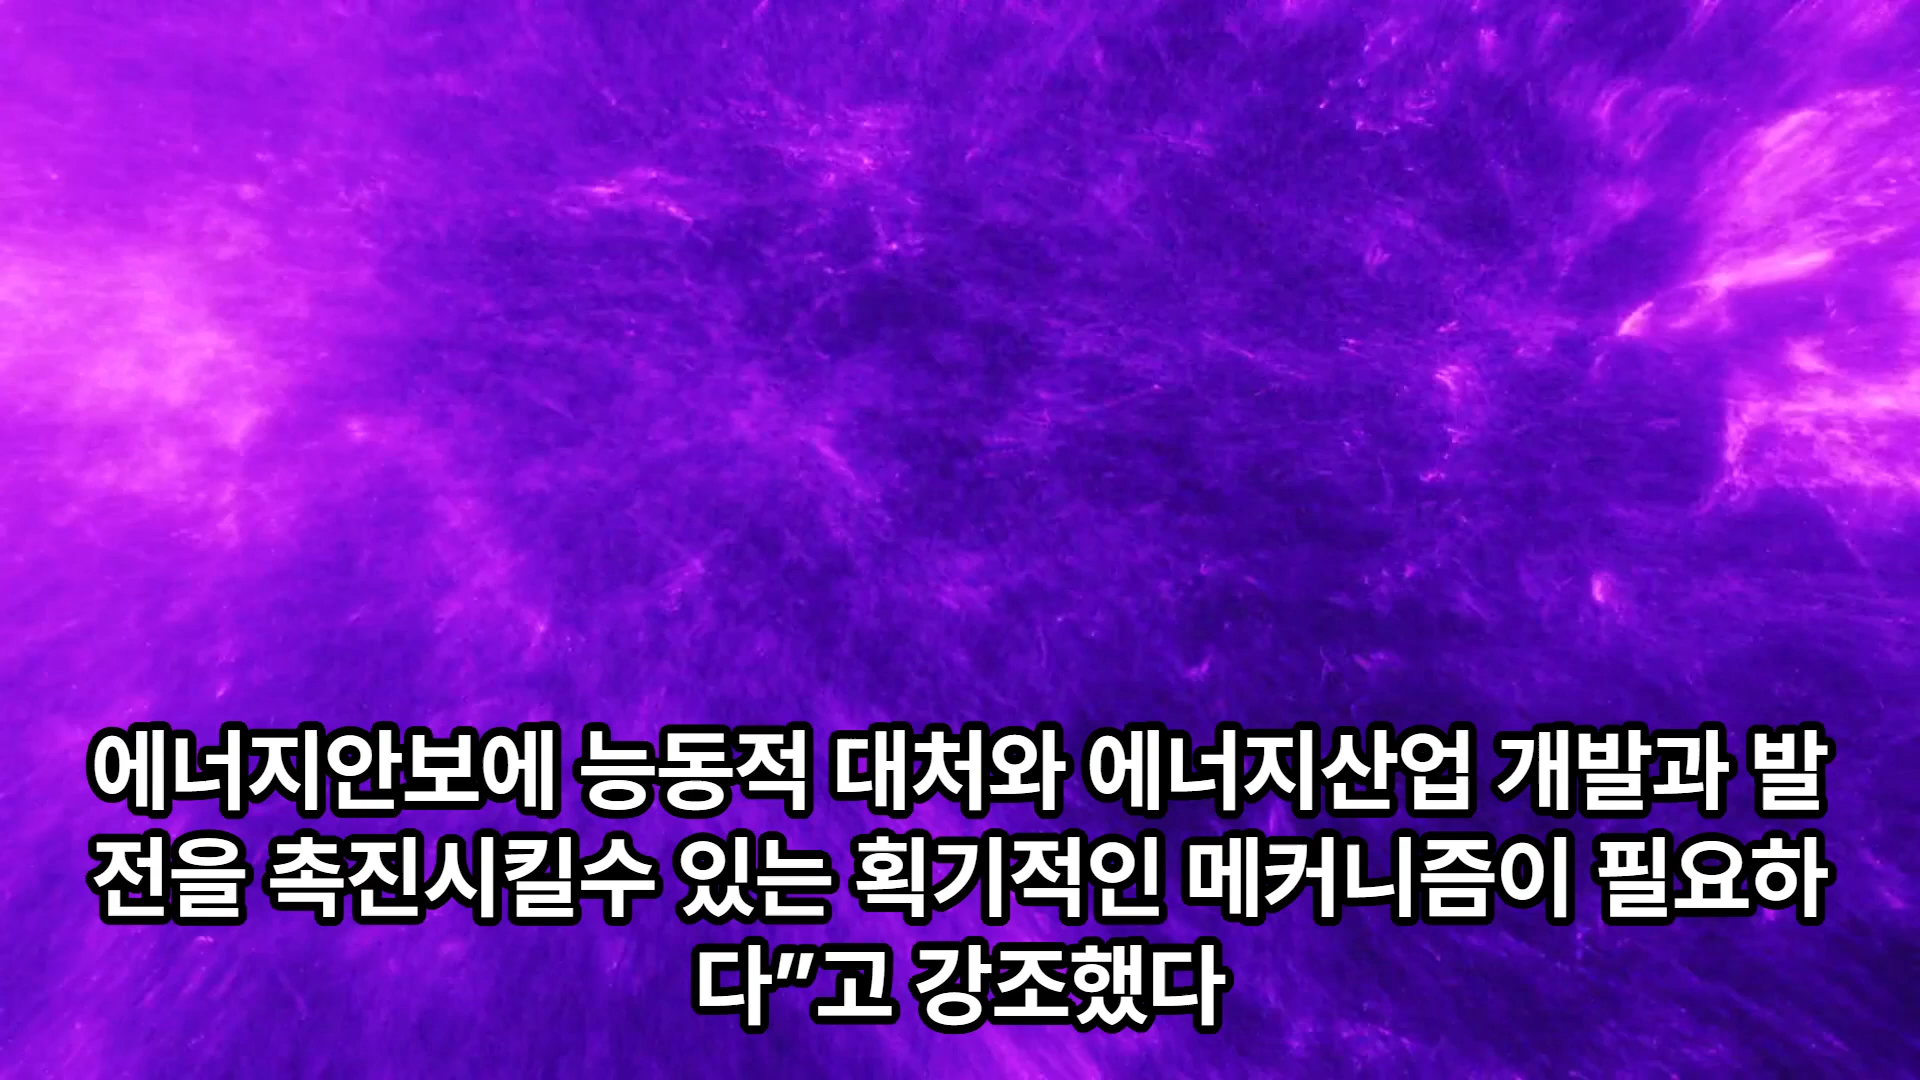 에너지안보에 능동적 대처와 에너지산업 개발과 발
전을 촉진시킬수 있는 획기적인 메커니즘이 필요하
다”고 강조했다